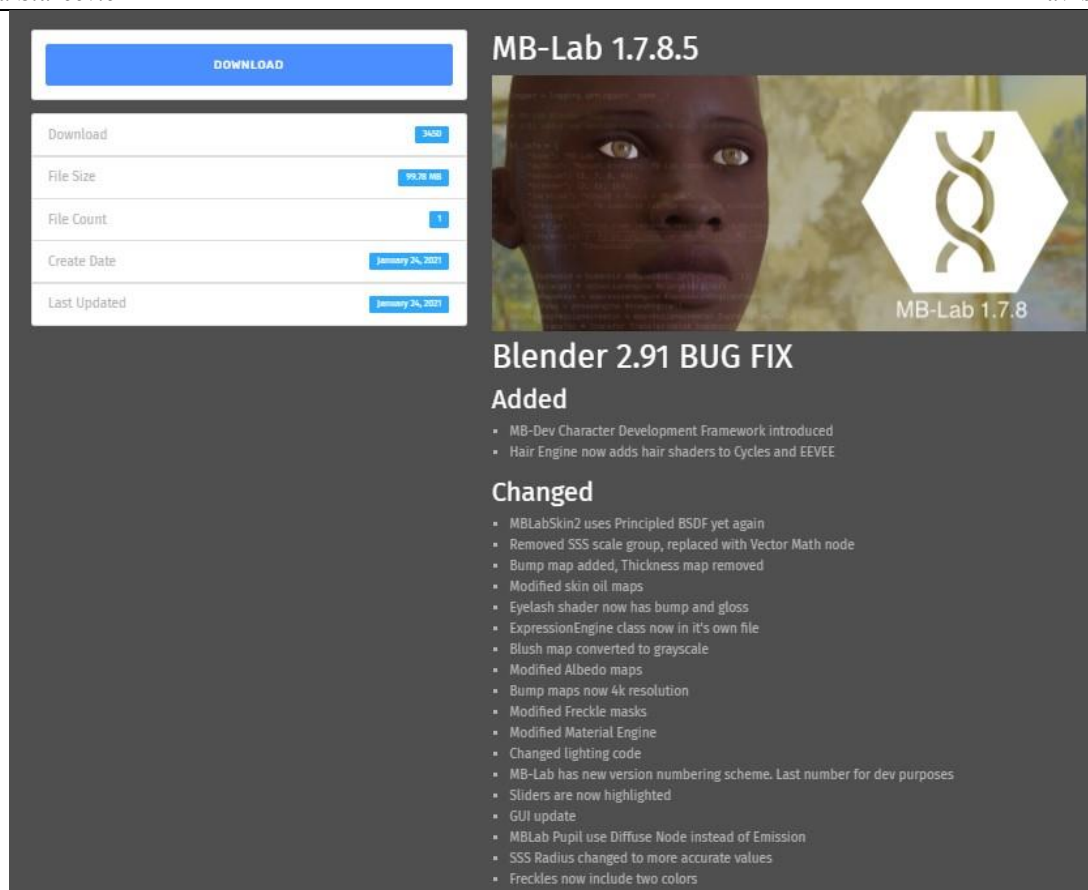 DOWNLOAD
Download 3450
File Size 99.78 MB
File Count 1
Create Date January 24, 2021
Last Updated January 24, 2021
MB-Lab 1.7.8.5
MB-Lab 1.7.8
Blender 2.91 BUG FIX
Added
▪ MB-Dev Character Development Framework introduced
▪ Hair Engine now adds hair shaders to Cycles and EEVEE
Changed
▪ MBLabSkin2 uses Principled BSDF yet again
▪ Removed SSS scale group, replaced with Vector Math node
▪ Bump map added, Thickness map removed
▪ Modified skin oil maps
▪ Eyelash shader now has bump and gloss
▪ ExpressionEngine class now in it's own file
▪ Blush map converted to grayscale
▪ Modified Albedo maps
▪ Bump maps now 4k resolution
▪ Modified Freckle masks
▪ Modified Material Engine
▪ Changed lighting code
▪ MB-Lab has new version numbering scheme. Last number for dev purposes
▪ Sliders are now highlighted
▪ GUI update
▪ MBLab Pupil use Diffuse Node instead of Emission
▪ SSS Radius changed to more accurate values
▪ Freckles now include two colors